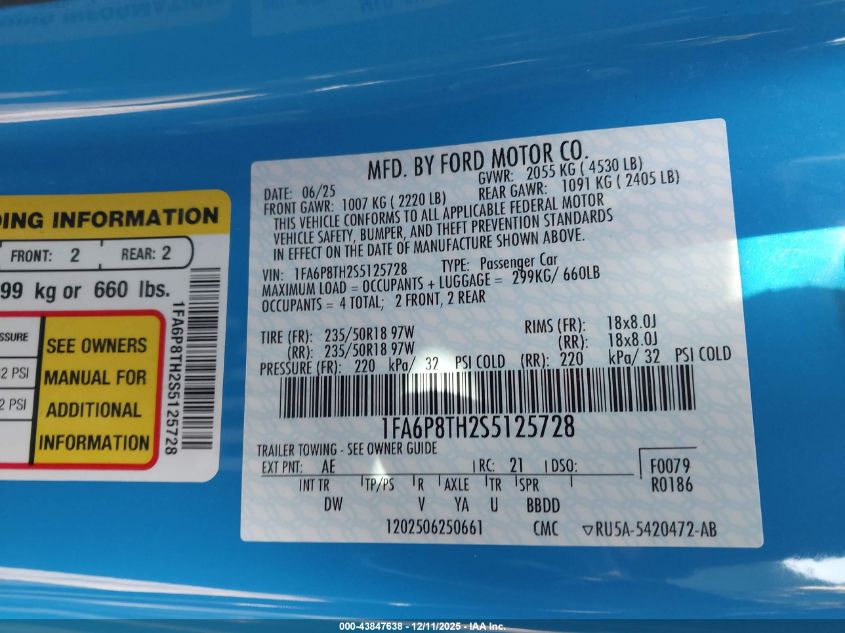 MFD. BY FORD MOTOR CO.
DATE: 06/25 GVWR: 2055 KG ( 4530 LB)
FRONT GAWR: 1007 KG ( 2220 LB) REAR GAWR: 1091 KG ( 2405 LB)
THIS VEHICLE CONFORMS TO ALL APPLICABLE FEDERAL MOTOR
VEHICLE SAFETY, BUMPER, AND THEFT PREVENTION STANDARDS
IN EFFECT ON THE DATE OF MANUFACTURE SHOWN ABOVE.
VIN: 1FA6P8TH2S5125728 TYPE: Passenger Car
MAXIMUM LOAD = OCCUPANTS + LUGGAGE = 299KG/ 660LB
OCCUPANTS = 4 TOTAL; 2 FRONT, 2 REAR
TIRE (FR): 235/50R18 97W RIMS (FR): 18x8.0J
(RR): 235/50R18 97W (RR): 18x8.0J
PRESSURE (FR): 220 kPa/ 32 PSI COLD (RR): 220 kPa/ 32 PSI COLD
1FA6P8TH2S5125728
TRAILER TOWING - SEE OWNER GUIDE
EXT PNT: AE RC: 21 DSO: F0079
INT TR TP/PS R AXLE TR SPR R0186
DW V YA U BBDD
1202506250661 CMC ▽RU5A-5420472-AB
DING INFORMATION
FRONT: 2 REAR: 2
99 kg or 660 lbs.
SSURE
2 PSI
2 PSI
SEE OWNERS
MANUAL FOR
ADDITIONAL
INFORMATION
1FA6P8TH2S5125728
000-43847638 - 12/11/2025 - IAA Inc.